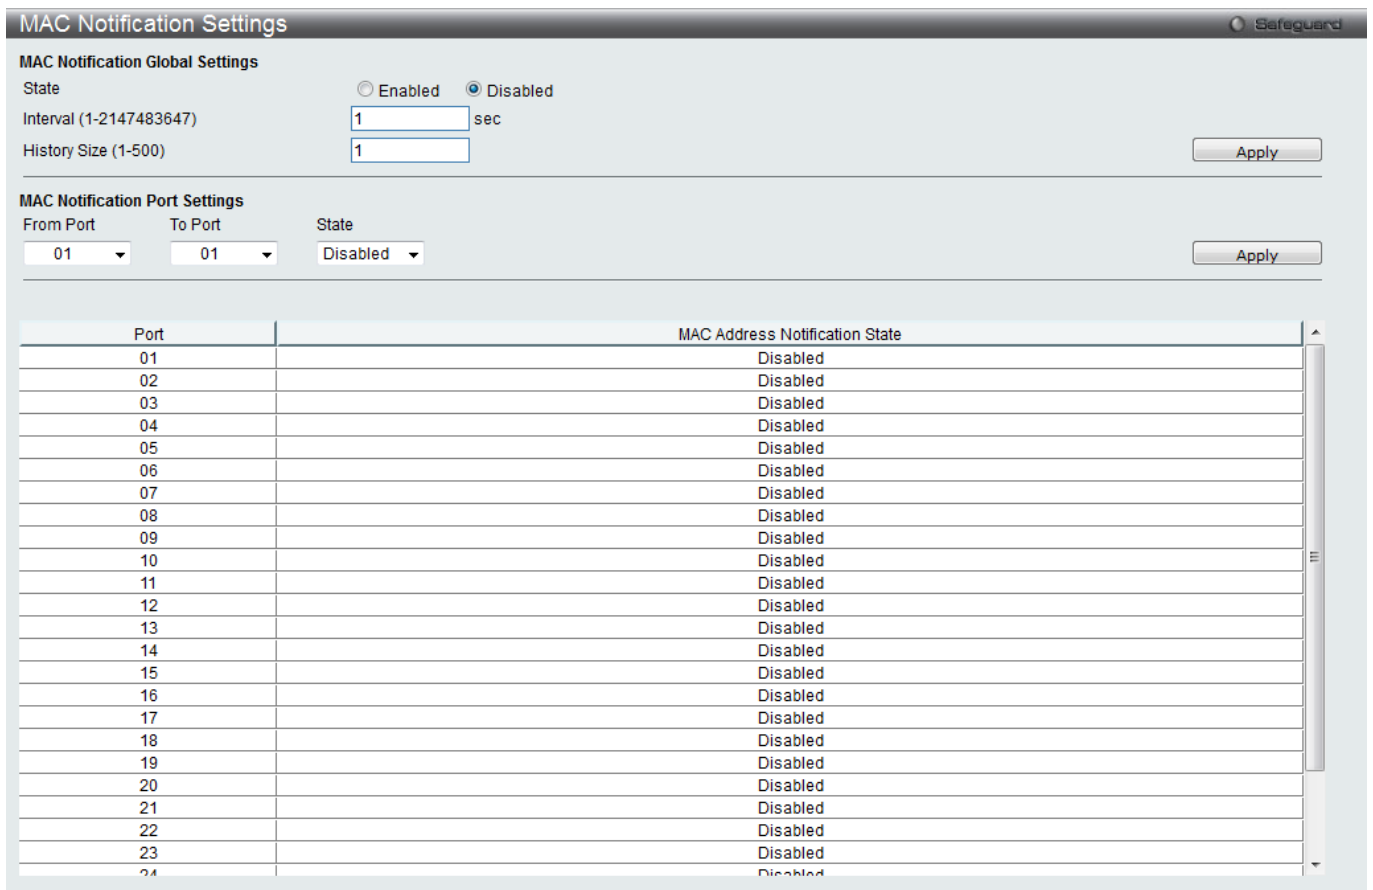 MAC Notification Settings
Safeguard
MAC Notification Global Settings
State Enabled Disabled
Interval (1-2147483647) 1 sec
History Size (1-500) 1 Apply
MAC Notification Port Settings
From Port To Port State
01 01 Disabled Apply
Port MAC Address Notification State
01 Disabled
02 Disabled
03 Disabled
04 Disabled
05 Disabled
06 Disabled
07 Disabled
08 Disabled
09 Disabled
10 Disabled
11 Disabled
12 Disabled
13 Disabled
14 Disabled
15 Disabled
16 Disabled
17 Disabled
18 Disabled
19 Disabled
20 Disabled
21 Disabled
22 Disabled
23 Disabled
24 Disabled